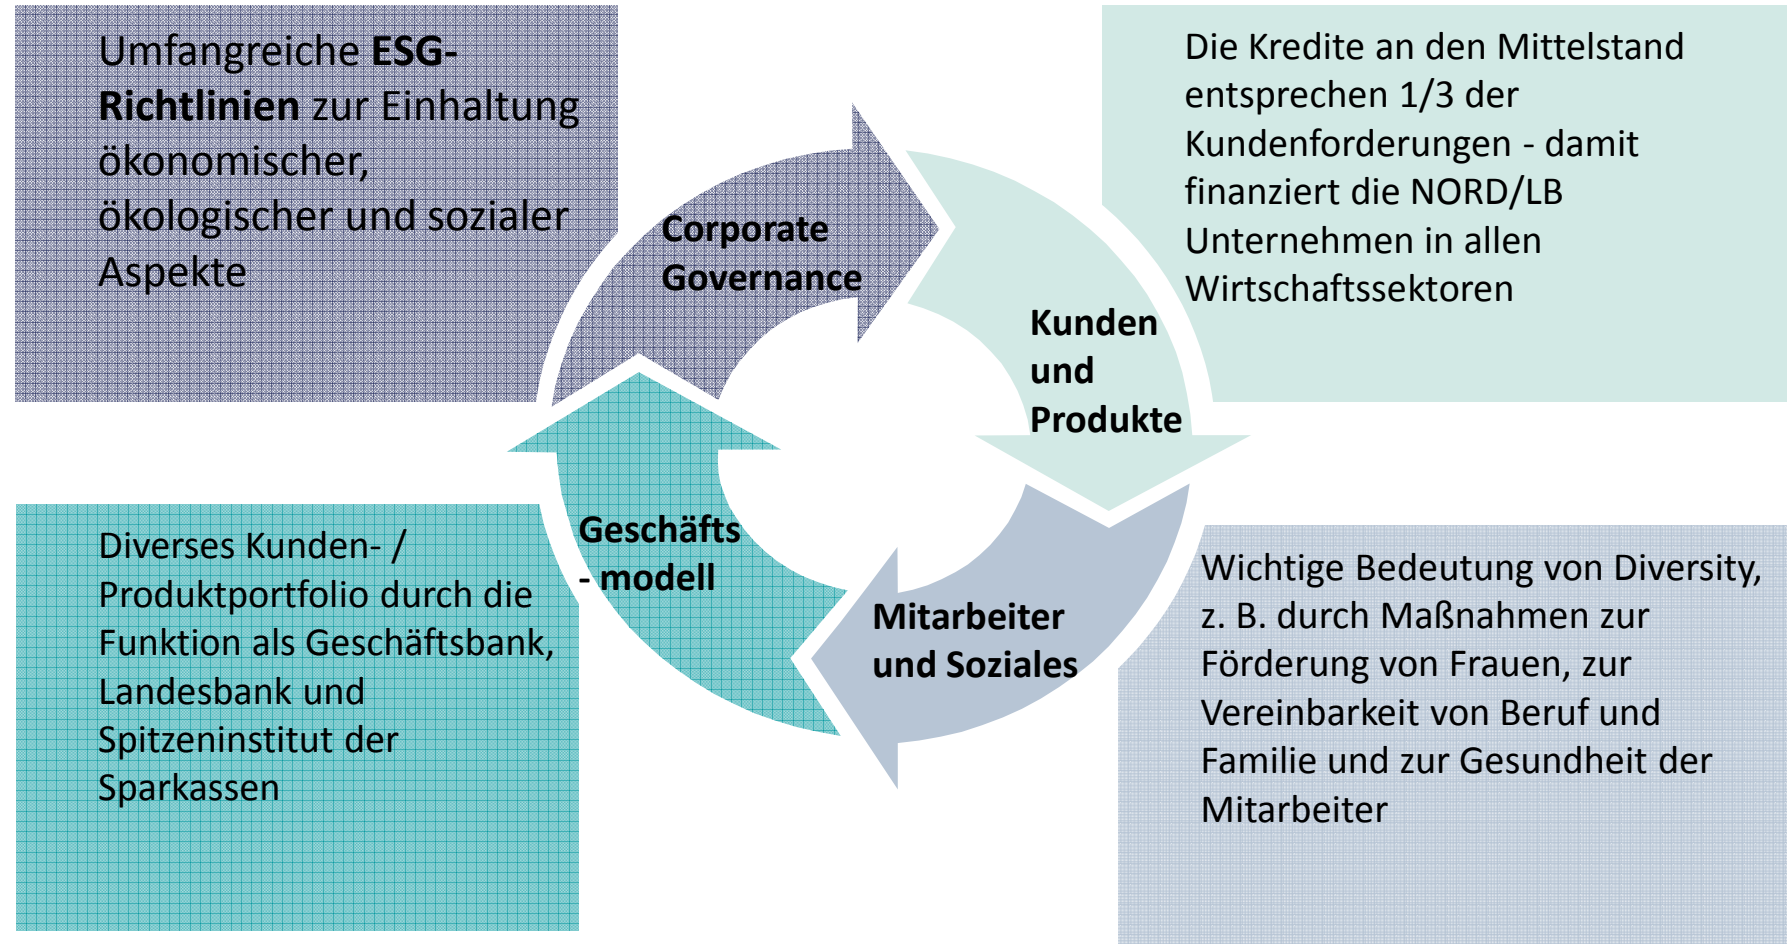 Umfangreiche ESG-
Richtlinien zur Einhaltung
ökonomischer,
ökologischer und sozialer
Aspekte
Die Kredite an den Mittelstand
entsprechen 1/3 der
Kundenforderungen - damit
finanziert die NORD/LB
Unternehmen in allen
Wirtschaftssektoren
Corporate
Governance
Kunden
und
Produkte
Geschäfts
- modell
Mitarbeiter
und Soziales
Diverses Kunden- /
Produktportfolio durch die
Funktion als Geschäftsbank,
Landesbank und
Spitzeninstitut der
Sparkassen
Wichtige Bedeutung von Diversity,
z. B. durch Maßnahmen zur
Förderung von Frauen, zur
Vereinbarkeit von Beruf und
Familie und zur Gesundheit der
Mitarbeiter